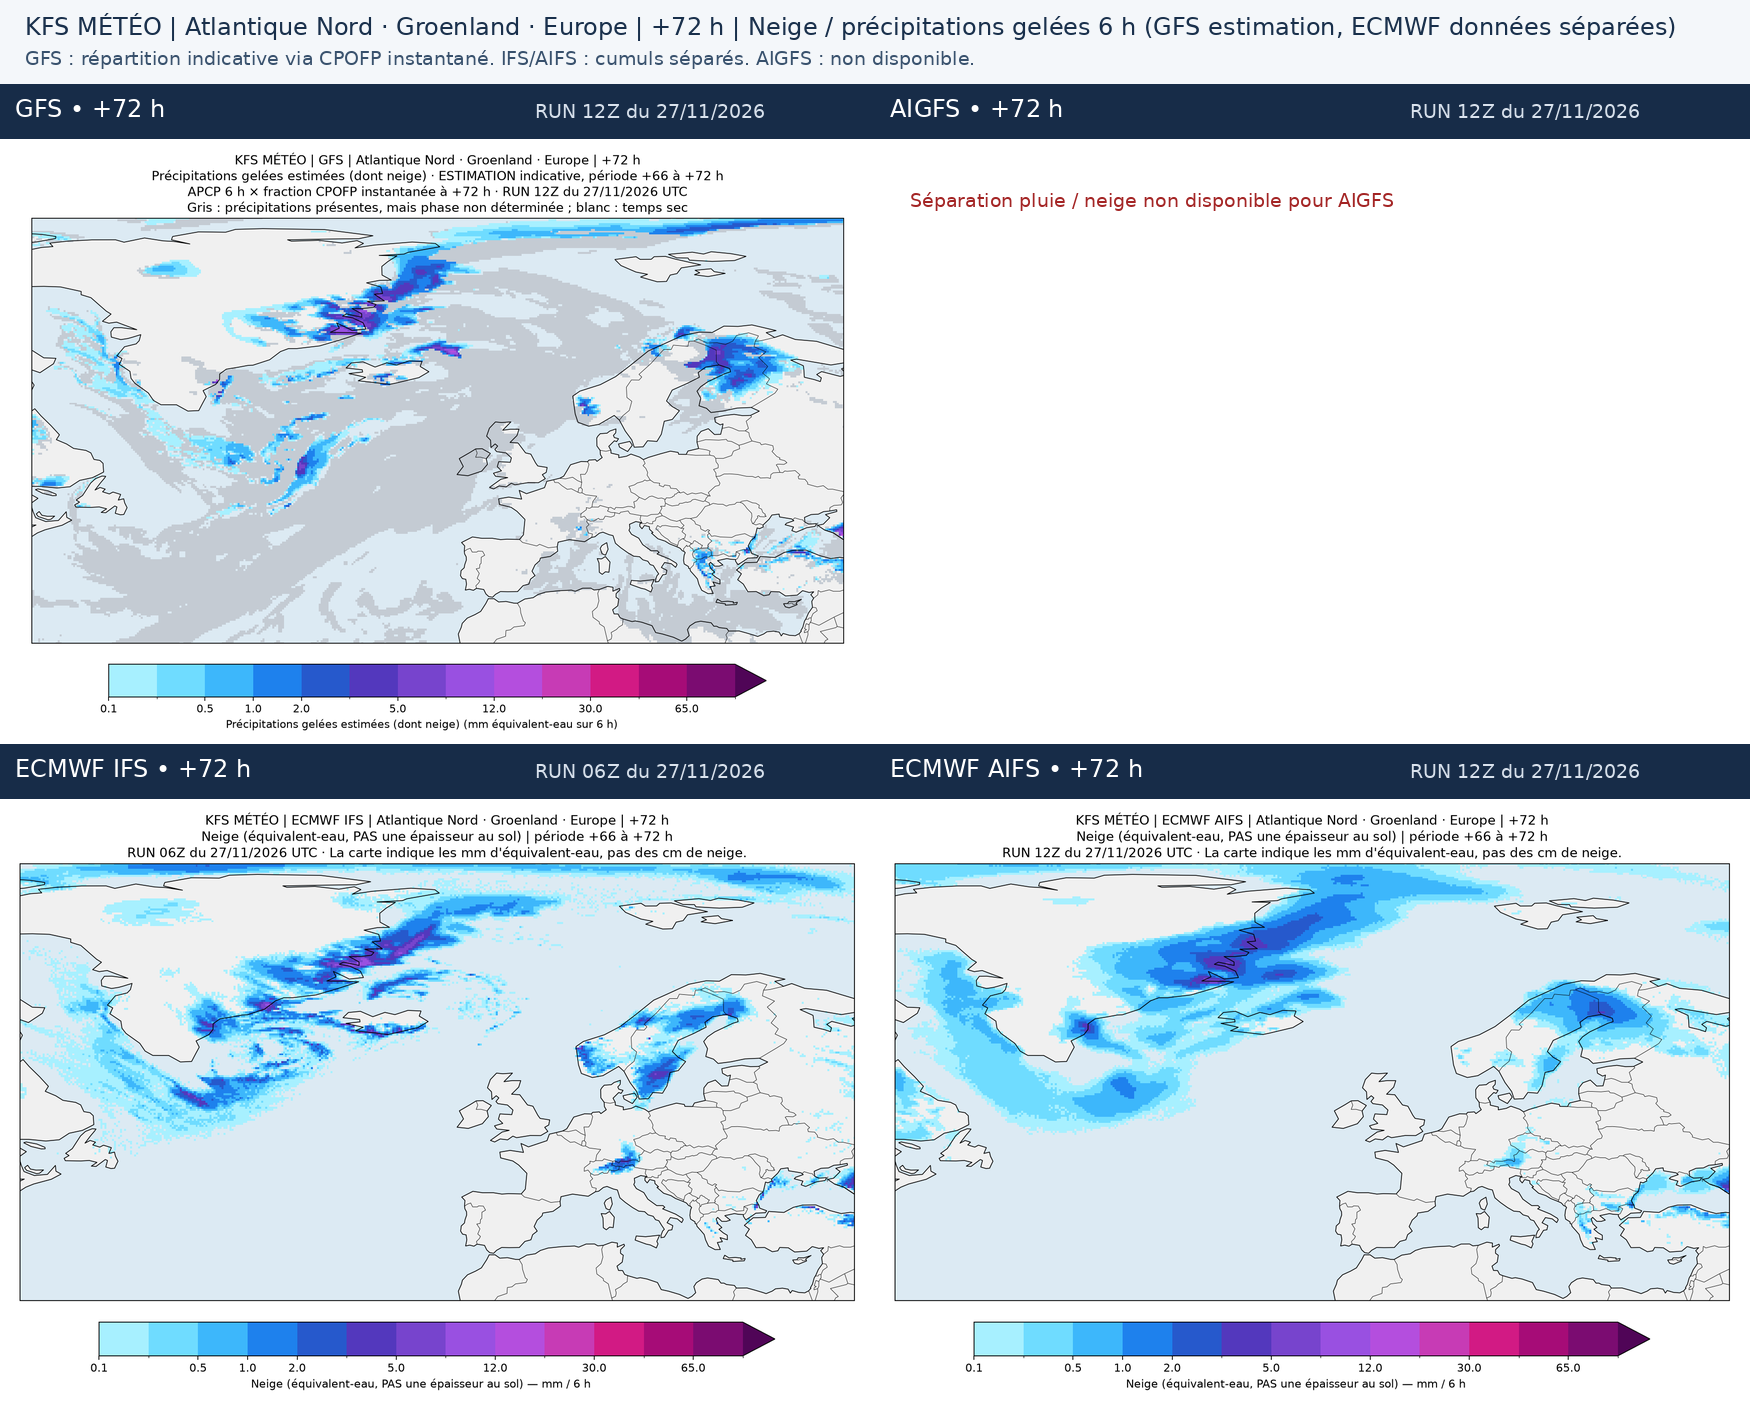 KFS MÉTÉO | Atlantique Nord · Groenland · Europe | +72 h | Neige / précipitations gelées 6 h (GFS estimation, ECMWF données séparées)
GFS : répartition indicative via CPOFP instantané. IFS/AIFS : cumuls séparés. AIGFS : non disponible.
GFS • +72 h
RUN 12Z du 27/11/2026
AIGFS • +72 h
RUN 12Z du 27/11/2026
KFS MÉTÉO | GFS | Atlantique Nord · Groenland · Europe | +72 h
Précipitations gelées estimées (dont neige) · ESTIMATION indicative, période +66 à +72 h
APCP 6 h × fraction CPOFP instantanée à +72 h · RUN 12Z du 27/11/2026 UTC
Gris : précipitations présentes, mais phase non déterminée ; blanc : temps sec
Séparation pluie / neige non disponible pour AIGFS
0.1 0.5 1.0 2.0 5.0 12.0 30.0 65.0
Précipitations gelées estimées (dont neige) (mm équivalent-eau sur 6 h)
ECMWF IFS • +72 h
RUN 06Z du 27/11/2026
ECMWF AIFS • +72 h
RUN 12Z du 27/11/2026
KFS MÉTÉO | ECMWF IFS | Atlantique Nord · Groenland · Europe | +72 h
Neige (équivalent-eau, PAS une épaisseur au sol) | période +66 à +72 h
RUN 06Z du 27/11/2026 UTC · La carte indique les mm d'équivalent-eau, pas des cm de neige.
0.1 0.5 1.0 2.0 5.0 12.0 30.0 65.0
Neige (équivalent-eau, PAS une épaisseur au sol) — mm / 6 h
KFS MÉTÉO | ECMWF AIFS | Atlantique Nord · Groenland · Europe | +72 h
Neige (équivalent-eau, PAS une épaisseur au sol) | période +66 à +72 h
RUN 12Z du 27/11/2026 UTC · La carte indique les mm d'équivalent-eau, pas des cm de neige.
0.1 0.5 1.0 2.0 5.0 12.0 30.0 65.0
Neige (équivalent-eau, PAS une épaisseur au sol) — mm / 6 h